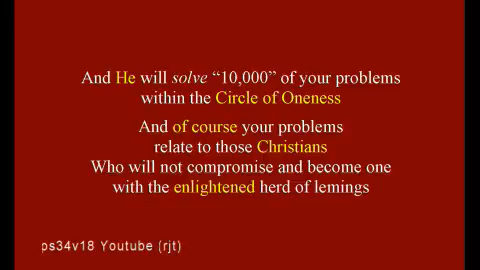 And He will solve “10,000” of your problems
within the Circle of Oneness
And of course your problems
relate to those Christians
Who will not compromise and become one
with the enlightened herd of lemings
ps34v18 Youtube (rjt)